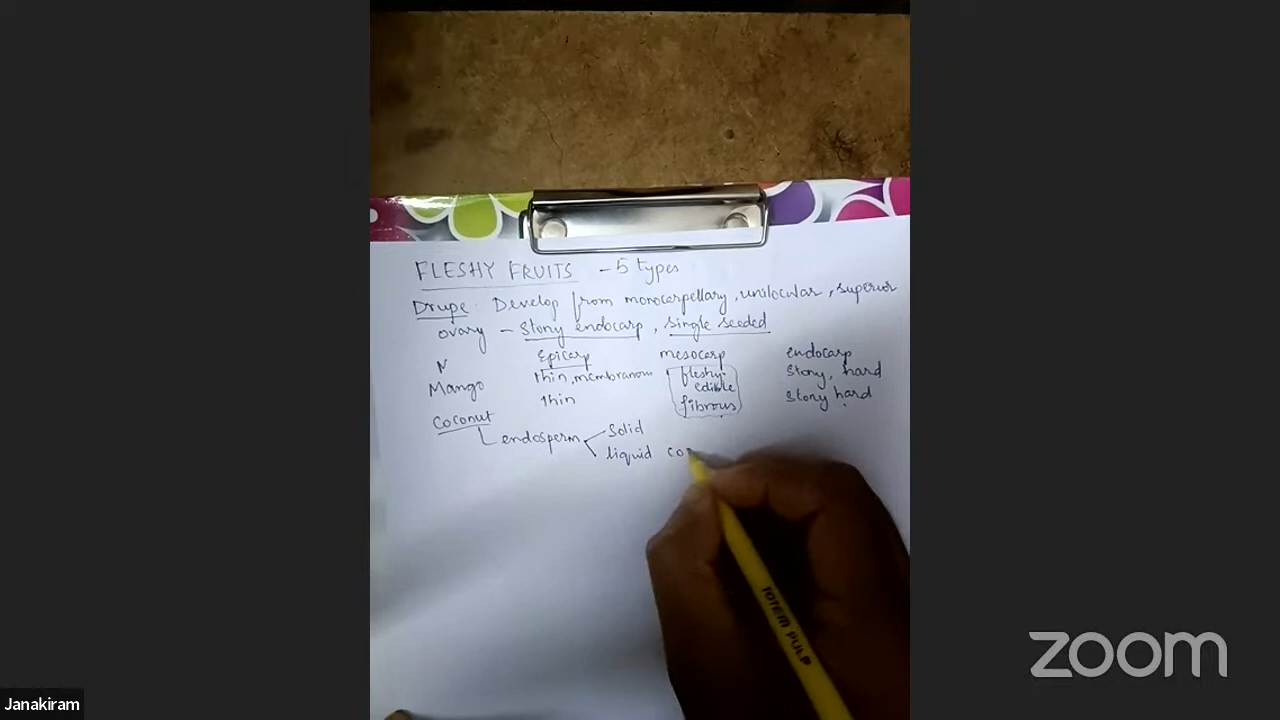 FLESHY FRUITS - 5 types
Drupe: Develop from monocarpellary, unilocular, superior
ovary - Stony endocarp, single seeded
N Epicarp mesocarp endocarp
Mango thin, membranous fleshy edible Stony, hard
Coconut thin fibrous Stony hard
endosperm solid
liquid co
TOTEM PULP
zoom
Janakiram